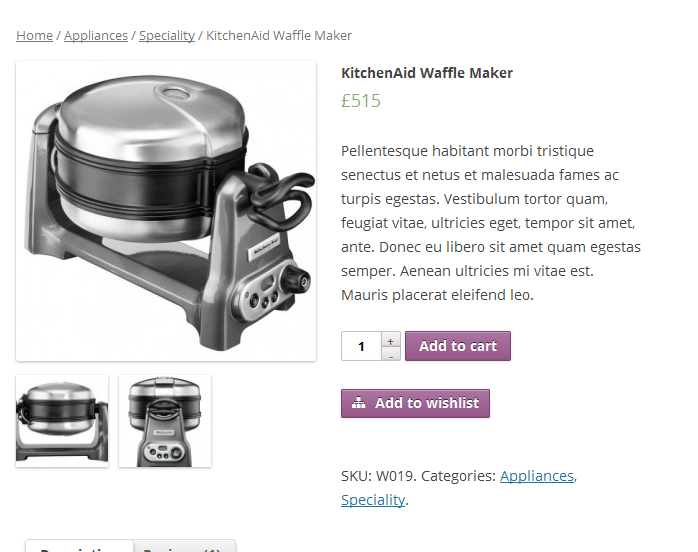 Home / Appliances / Speciality / KitchenAid Waffle Maker
KitchenAid Waffle Maker
£515
Pellentesque habitant morbi tristique
senectus et netus et malesuada fames ac
turpis egestas. Vestibulum tortor quam,
feugiat vitae, ultricies eget, tempor sit amet,
ante. Donec eu libero sit amet quam egestas
semper. Aenean ultricies mi vitae est.
Mauris placerat eleifend leo.
1 + -
Add to cart
Add to wishlist
SKU: W019. Categories: Appliances,
Speciality.
Description Reviews (1)